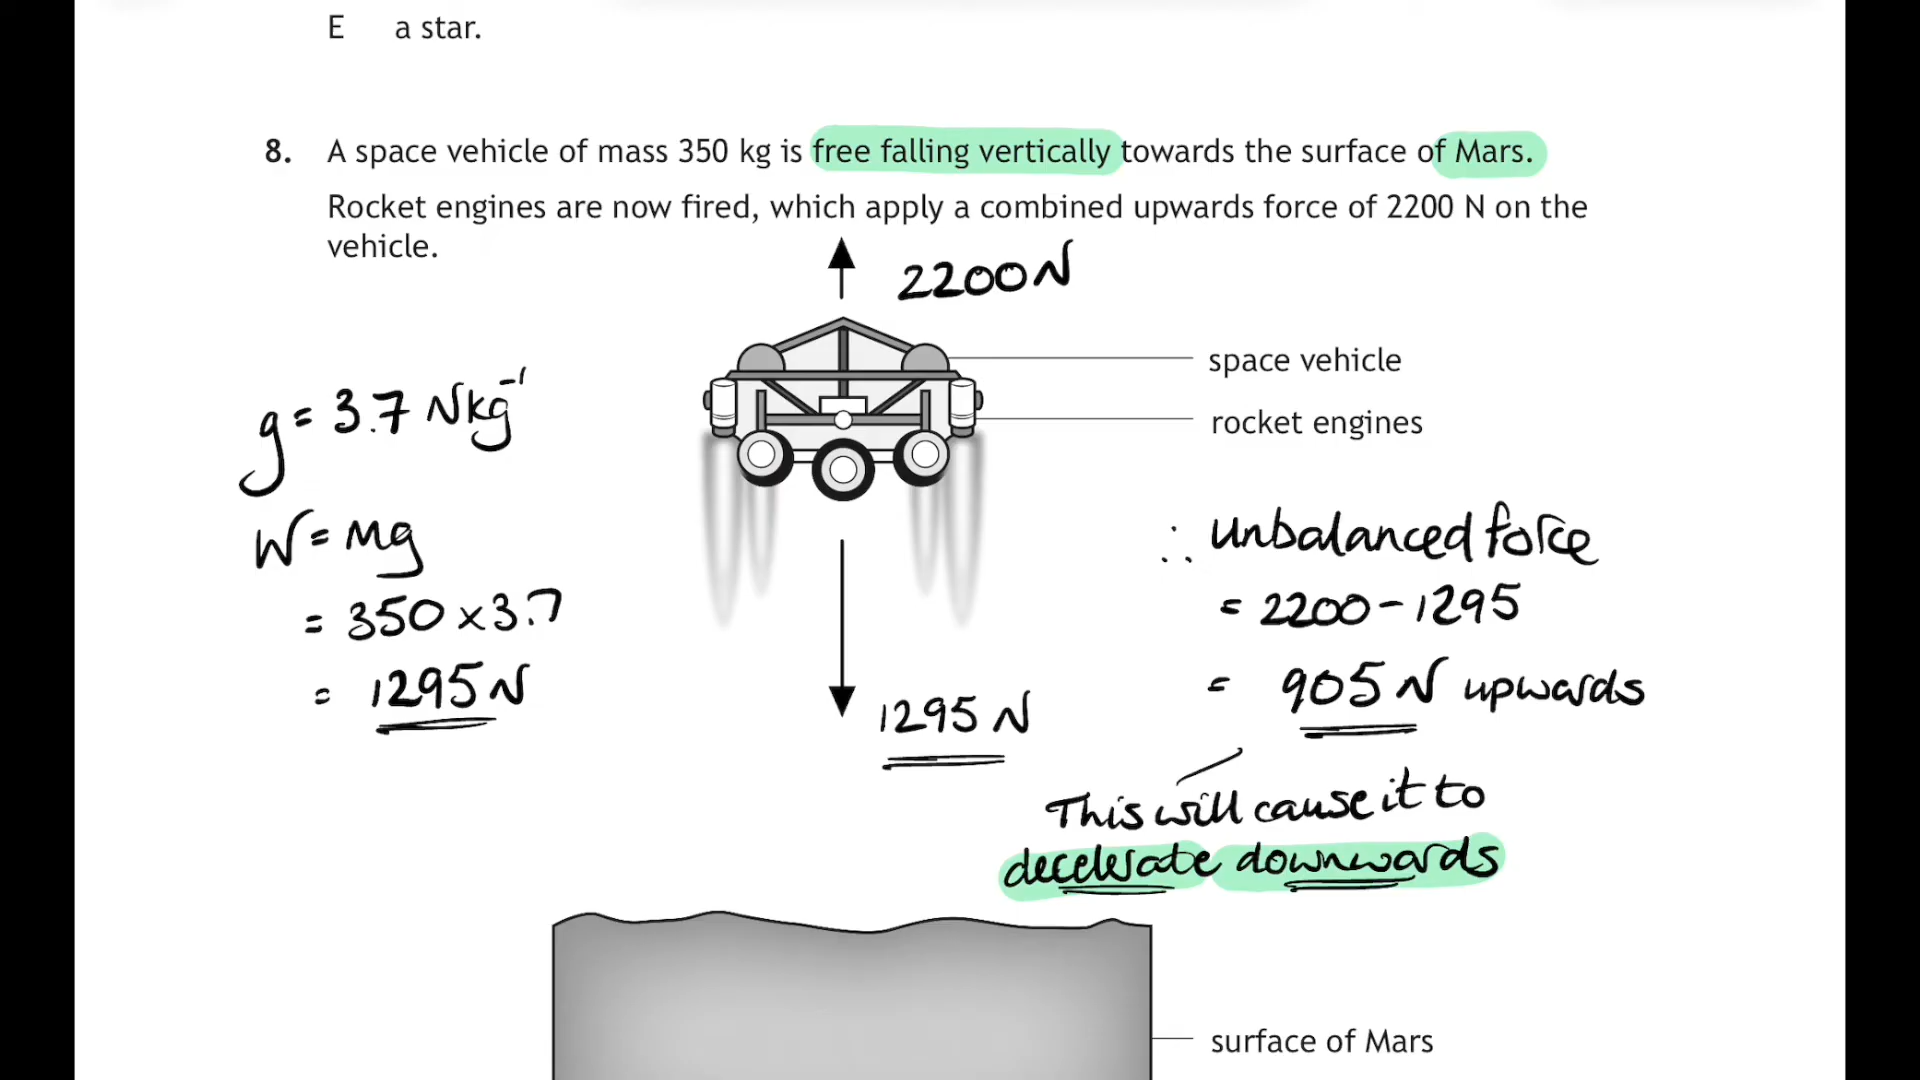 E a star.
8. A space vehicle of mass 350 kg is free falling vertically towards the surface of Mars.
Rocket engines are now fired, which apply a combined upwards force of 2200 N on the
vehicle.
2200N
space vehicle
rocket engines
g = 3.7 Nkg⁻¹
W = mg
= 350 × 3.7
= 1295 N
1295 N
∴ unbalanced force
= 2200 - 1295
= 905 N upwards
This will cause it to
decelerate downwards
surface of Mars